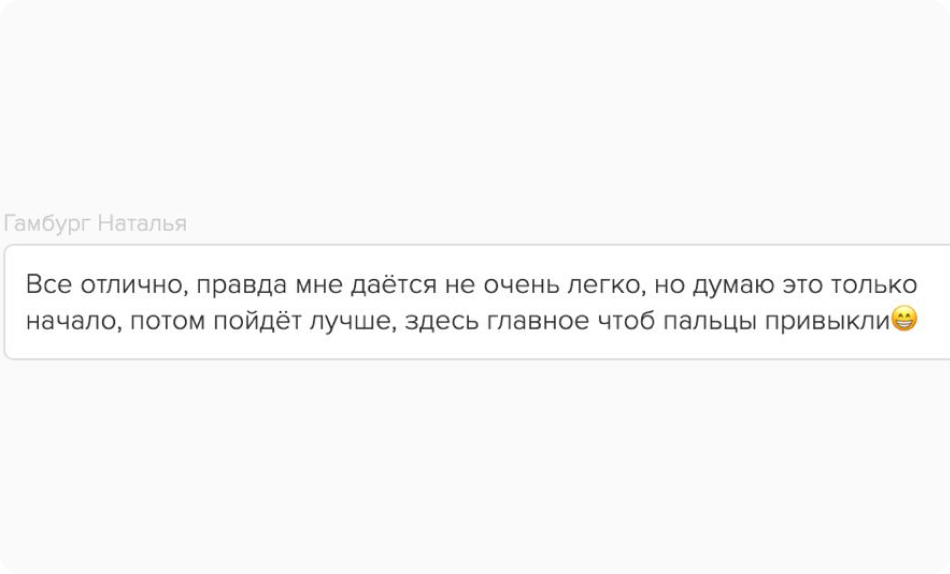 Гамбург Наталья
Все отлично, правда мне даётся не очень легко, но думаю это только
начало, потом пойдёт лучше, здесь главное чтоб пальцы привыкли😁